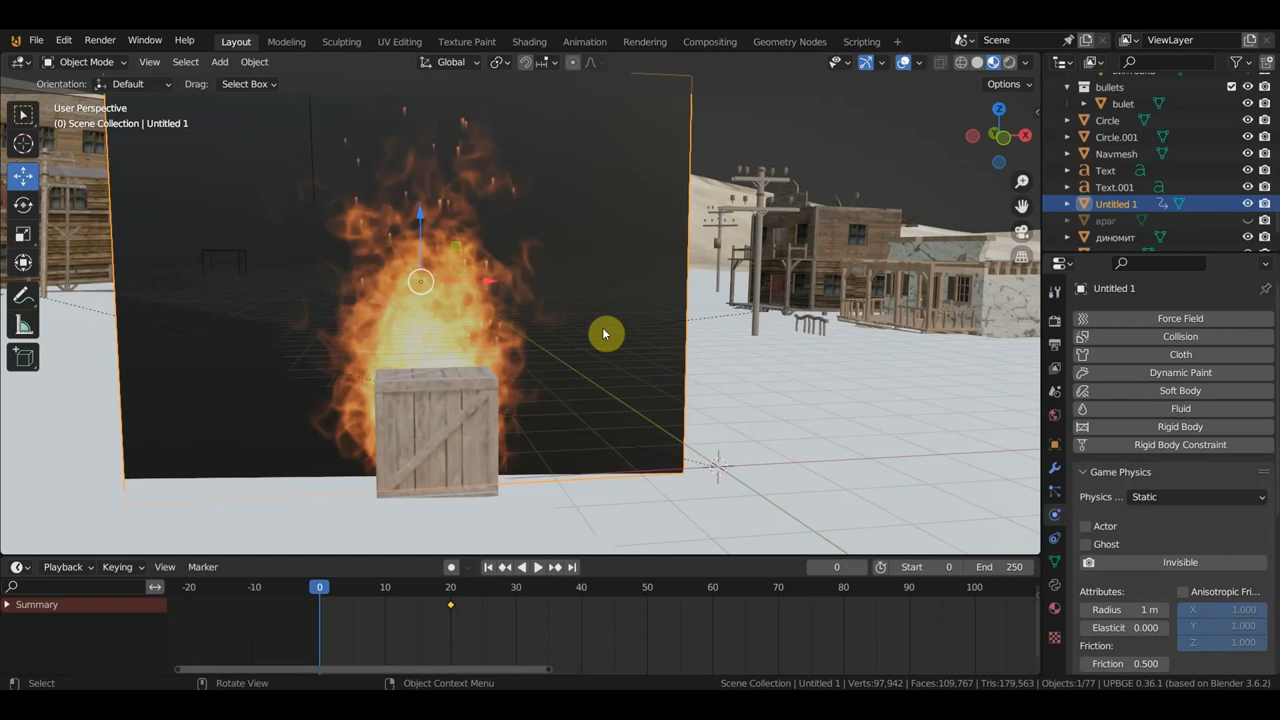 File Edit Render Window Help Layout Modeling Sculpting UV Editing Texture Paint Shading Animation Rendering Compositing Geometry Nodes Scripting + Scene ViewLayer
Object Mode View Select Add Object Global
Orientation: Default Drag: Select Box Options
User Perspective
(0) Scene Collection | Untitled 1
Z
X
Y
bullets
bulet
Circle
Circle.001
Navmesh
Text
Text.001
Untitled 1
враг
диномит
Untitled 1
Force Field
Collision
Cloth
Dynamic Paint
Soft Body
Fluid
Rigid Body
Rigid Body Constraint
Game Physics
Physics ... Static
Actor
Ghost
Invisible
Attributes: Anisotropic Fri...
Radius 1 m X 1.000
Elasticit 0.000 Y 1.000
Friction: Z 1.000
Friction 0.500
Playback Keying View Marker 0 Start 0 End 250
-20 -10 0 10 20 30 40 50 60 70 80 90 100
Summary
Select Rotate View Object Context Menu Scene Collection | Untitled 1 | Verts:97,942 | Faces:109,767 | Tris:179,563 | Objects:1/77 | UPBGE 0.36.1 (based on Blender 3.6.2)